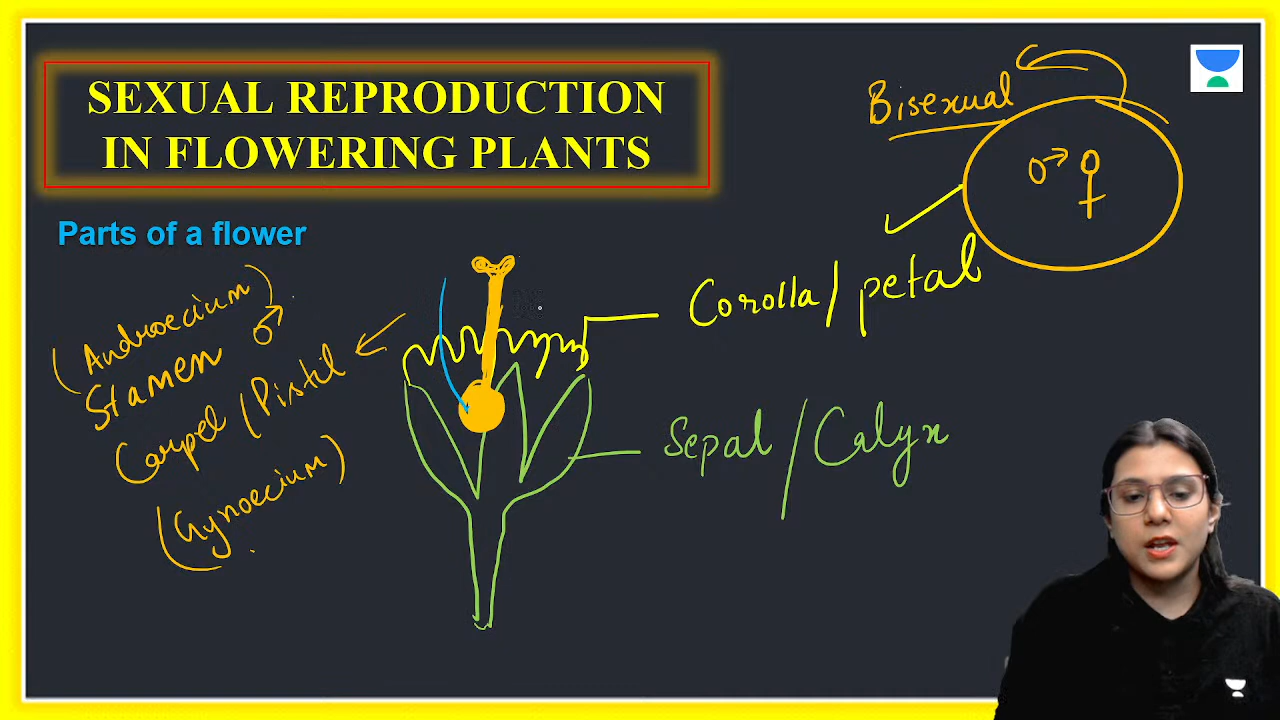 SEXUAL REPRODUCTION
IN FLOWERING PLANTS
Bisexual
♂ ♀
Parts of a flower
(Androecium)
Stamen ♂
Carpel/Pistil
(Gynoecium)
Corolla/petal
Sepal/Calyx